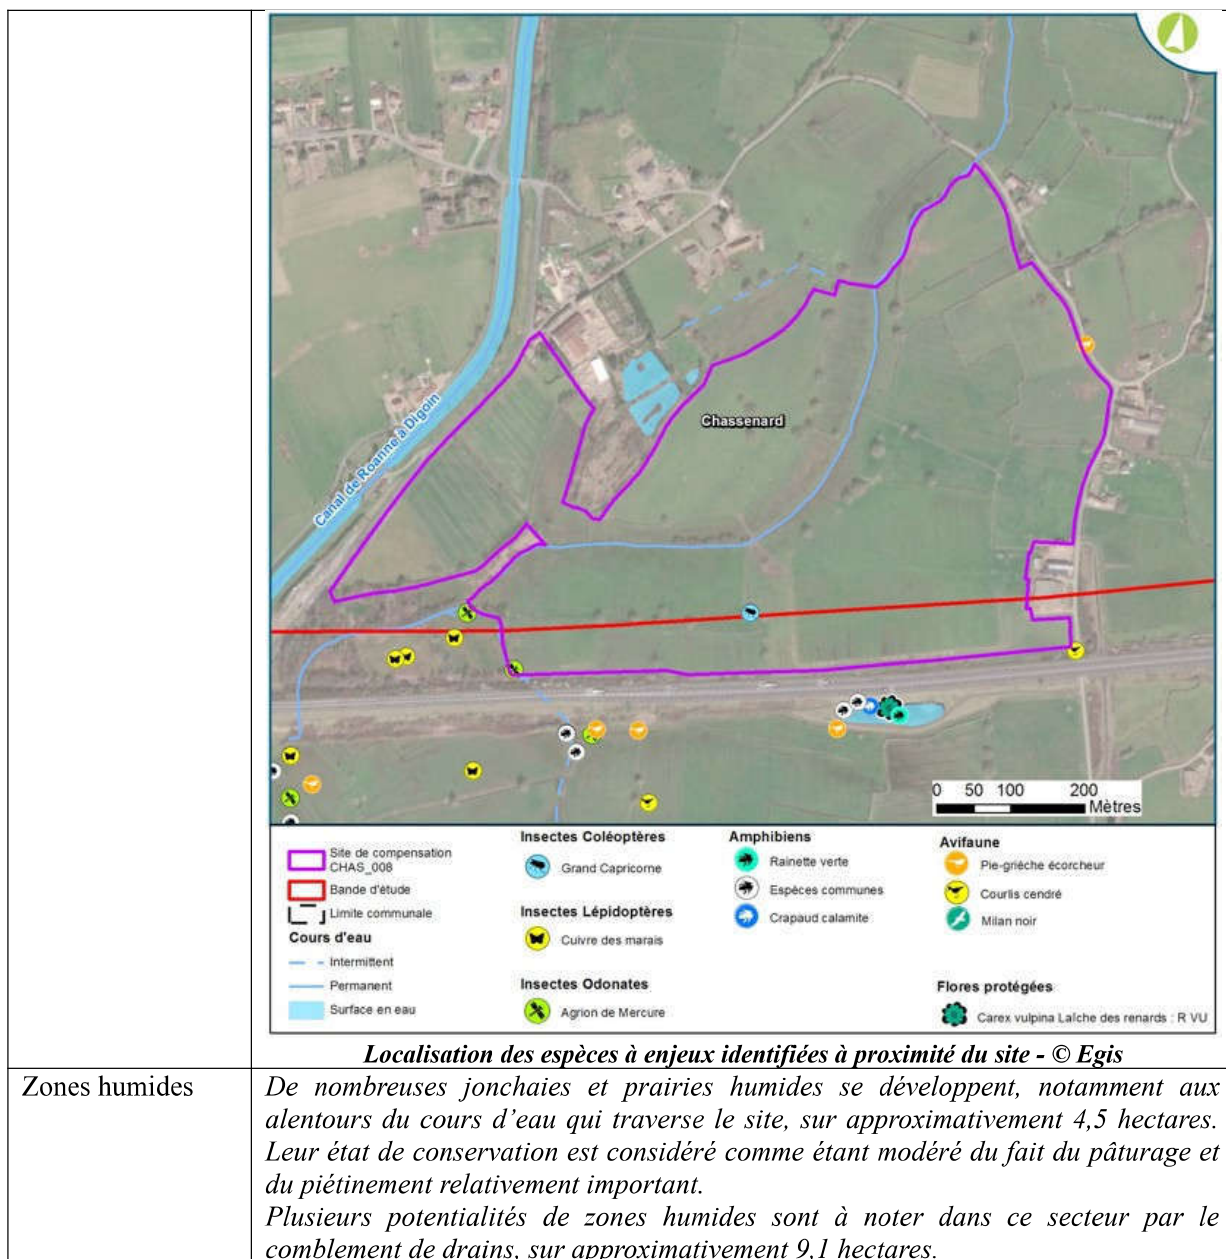 Canal de Roanne à Digoin
Chassenard
0 50 100 200
Mètres
Site de compensation
CHAS_008
Bande d'étude
Limite communale
Cours d'eau
Intermittent
Permanent
Surface en eau
Insectes Coléoptères
Grand Capricorne
Insectes Lépidoptères
Cuivre des marais
Insectes Odonates
Agrion de Mercure
Amphibiens
Rainette verte
Espèces communes
Crapaud calamite
Avifaune
Pie-grièche écorcheur
Courlis cendré
Milan noir
Flores protégées
Carex vulpina Laîche des renards : R VU
Localisation des espèces à enjeux identifiées à proximité du site - © Egis
Zones humides
De nombreuses jonchaies et prairies humides se développent, notamment aux
alentours du cours d'eau qui traverse le site, sur approximativement 4,5 hectares.
Leur état de conservation est considéré comme étant modéré du fait du pâturage et
du piétinement relativement important.
Plusieurs potentialités de zones humides sont à noter dans ce secteur par le
comblement de drains, sur approximativement 9,1 hectares.